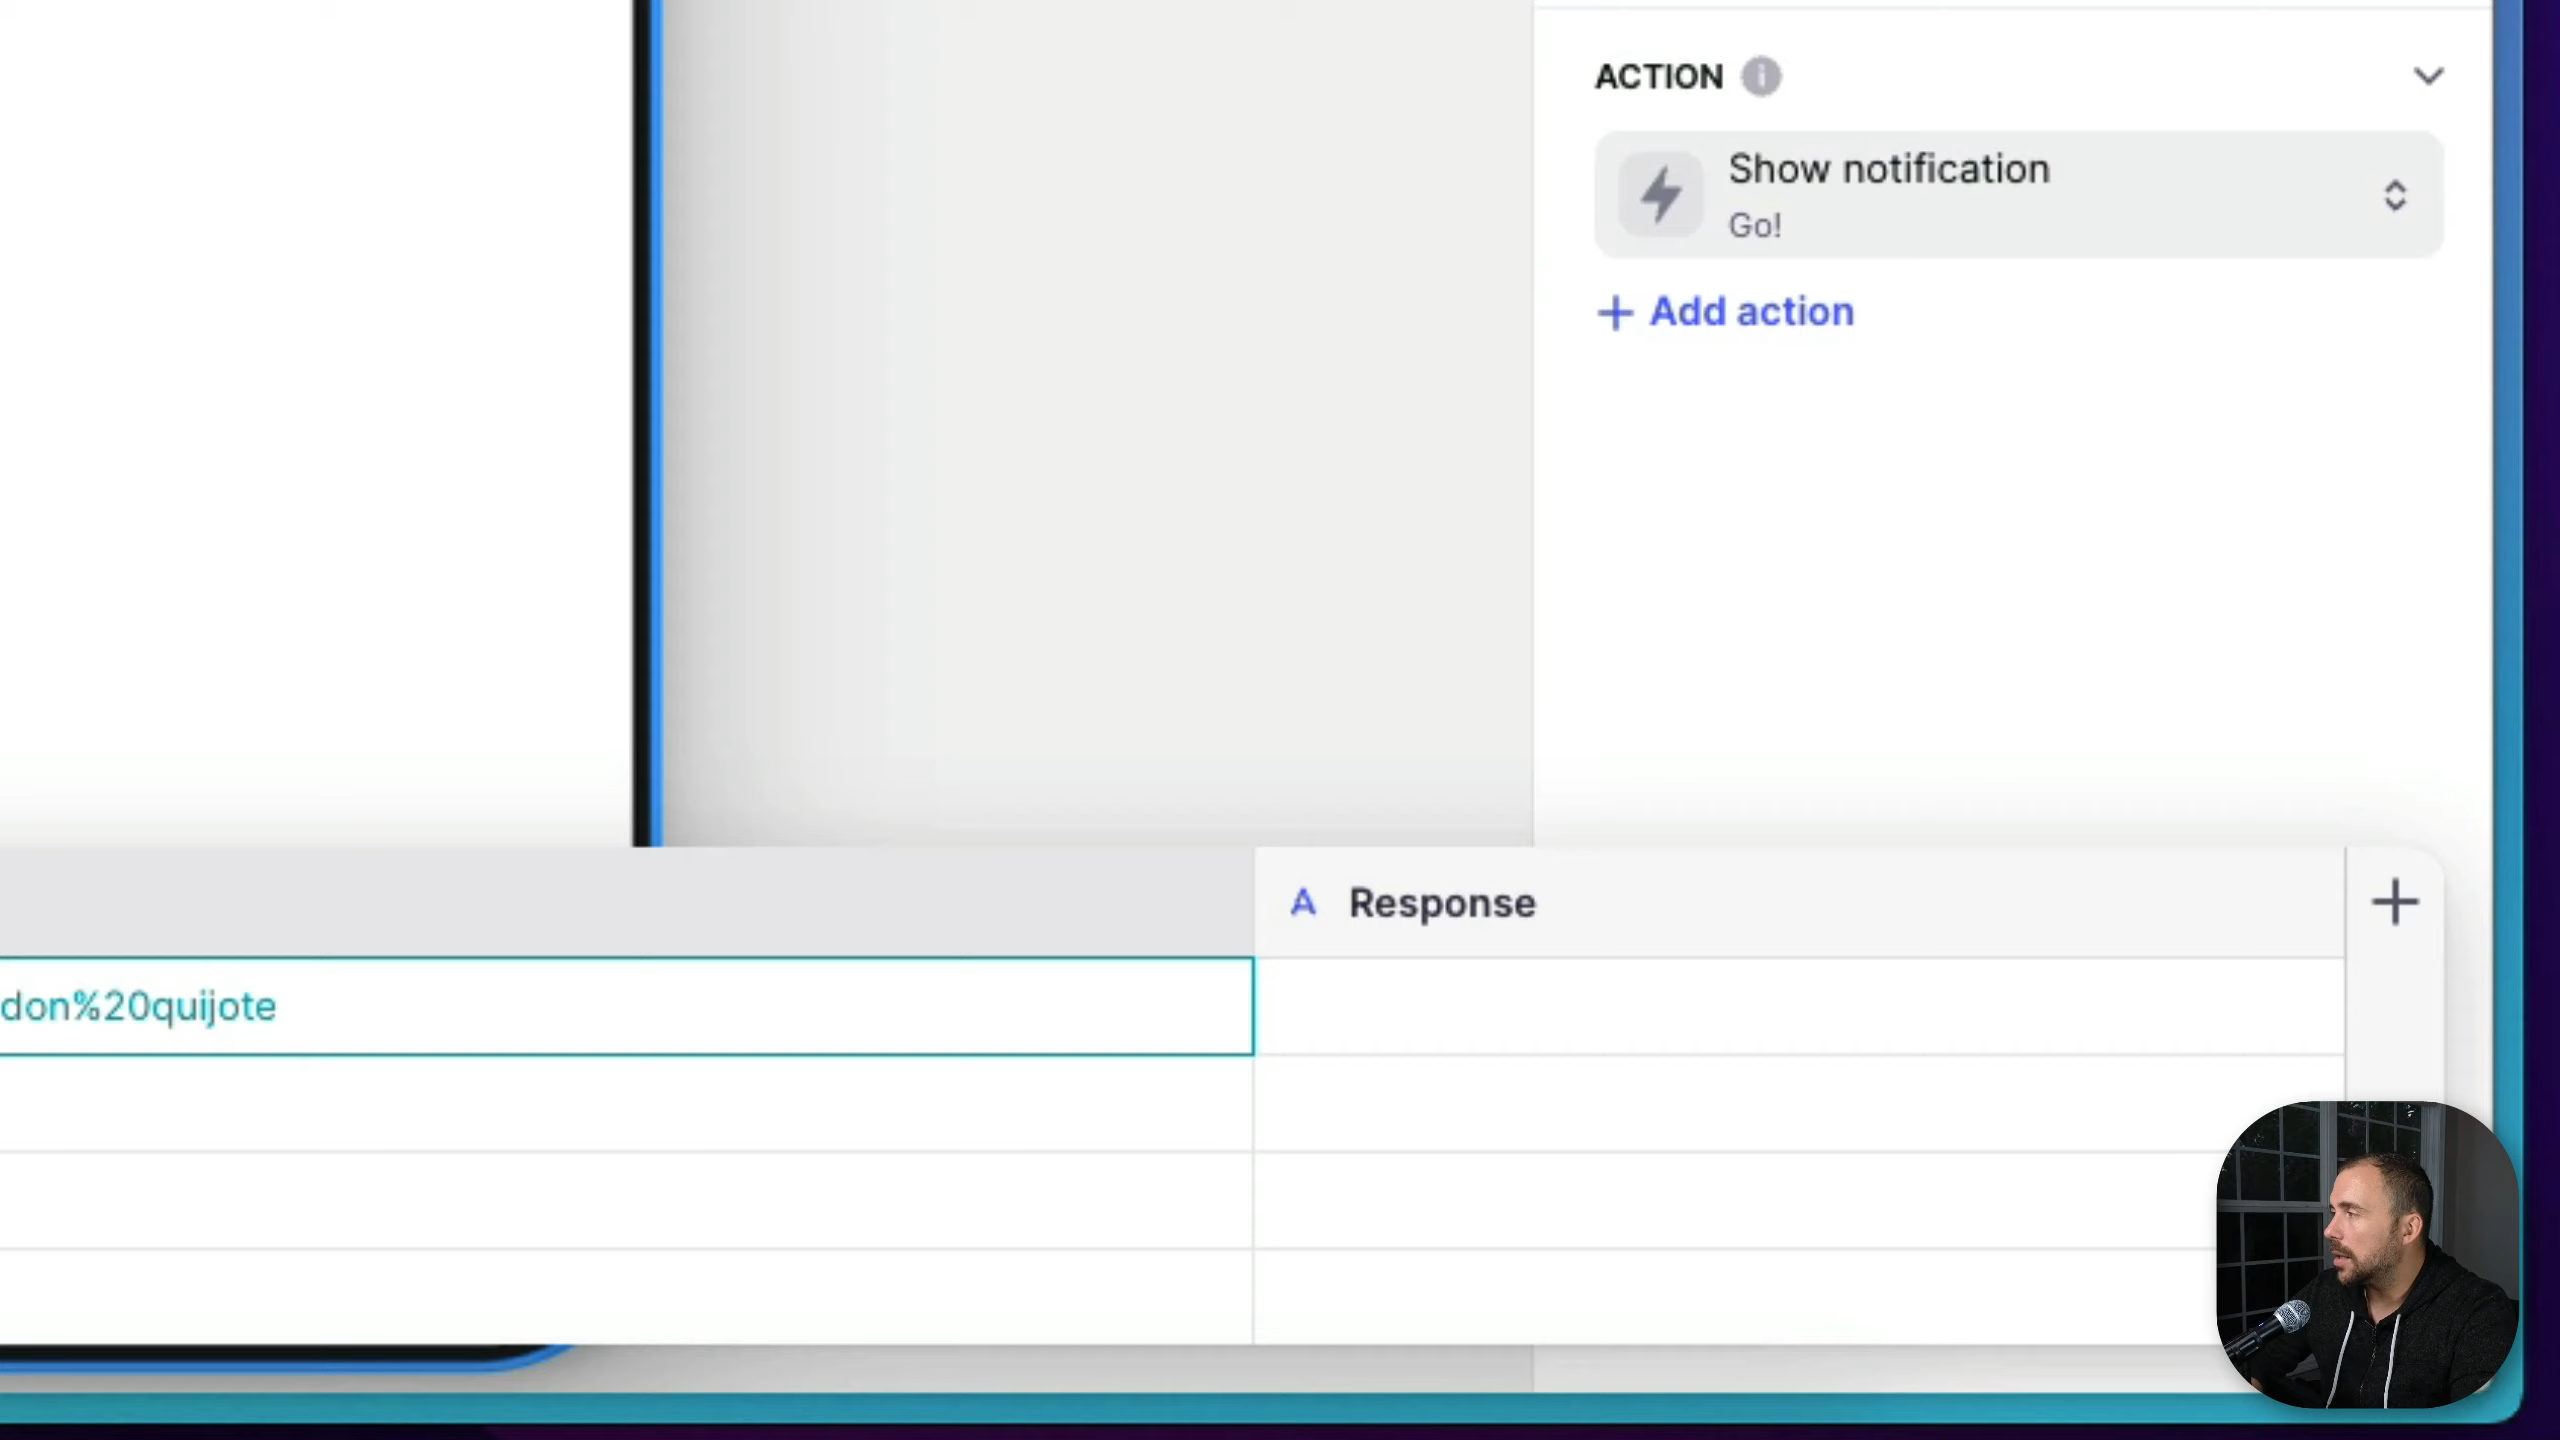 ACTION
Show notification
Go!
+ Add action
A Response
don%20quijote